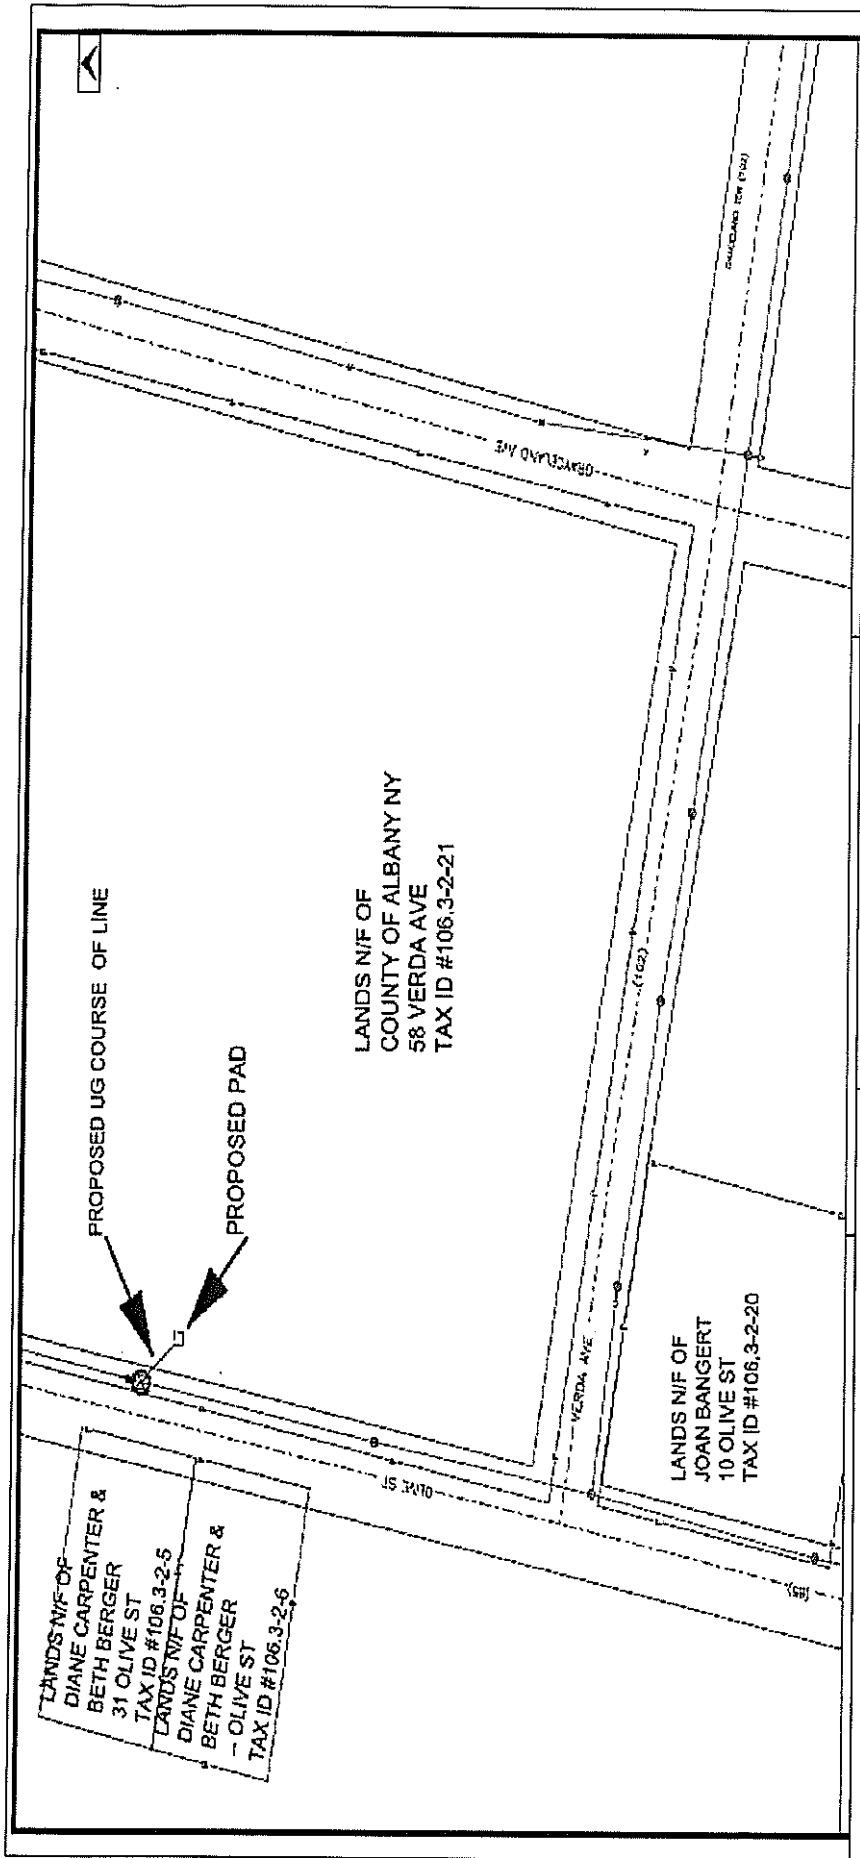 PROPOSED UG COURSE OF LINE
PROPOSED PAD
LANDS N/F OF
COUNTY OF ALBANY NY
58 VERDA AVE
TAX ID #106.3-2-21
LANDS N/F OF
DIANE CARPENTER &
BETH BERGER
31 OLIVE ST
TAX ID #106.3-2-5
LANDS N/F OF
DIANE CARPENTER &
BETH BERGER
-- OLIVE ST
TAX ID #106.3-2-6
LANDS N/F OF
JOAN BANGERT
10 OLIVE ST
TAX ID #106.3-2-20
OLIVE ST
VERDA AVE
(102)
GRACELAND AVE
(102)
(85)